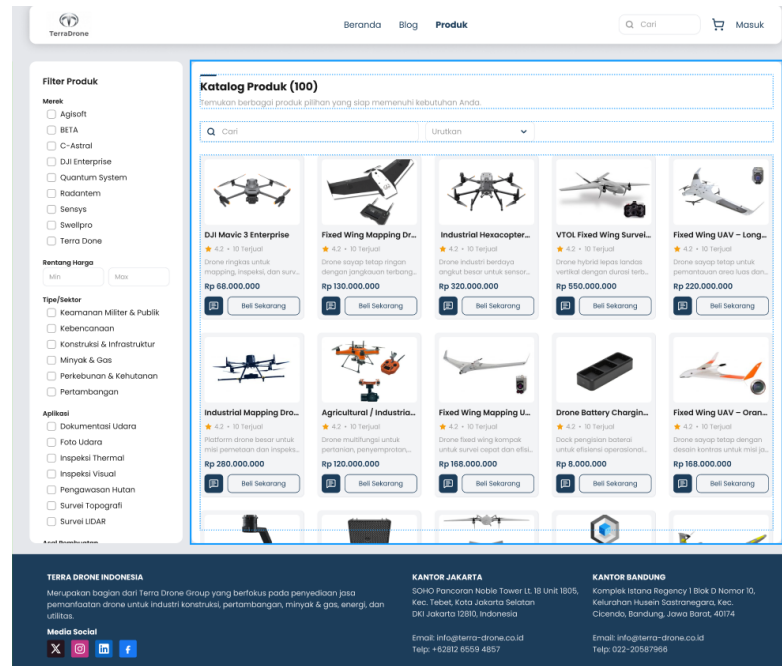 TerraDrone
Beranda Blog Produk
Cari
Masuk
Filter Produk
Merek
Agisoft
BETA
C-Astral
DJI Enterprise
Quantum System
Radantem
Sensys
Swellpro
Terra Done
Rentang Harga
Min Max
Tipe/Sektor
Keamanan Militer & Publik
Kebencanaan
Konstruksi & Infrastruktur
Minyak & Gas
Perkebunan & Kehutanan
Pertambangan
Aplikasi
Dokumentasi Udara
Foto Udara
Inspeksi Thermal
Inspeksi Visual
Pengawasan Hutan
Survei Topografi
Survei LIDAR
Asal Pembuatan
Katalog Produk (100)
Temukan berbagai produk pilihan yang siap memenuhi kebutuhan Anda.
Cari
Urutkan
DJI Mavic 3 Enterprise
4.2 • 10 Terjual
Drone ringkas untuk
mapping, inspeksi, dan surv...
Rp 68.000.000
Beli Sekarang
Fixed Wing Mapping Dr...
4.2 • 10 Terjual
Drone sayap tetap ringan
dengan jangkauan terbang...
Rp 130.000.000
Beli Sekarang
Industrial Hexacopter...
4.2 • 10 Terjual
Drone industri berdaya
angkut besar untuk sensor...
Rp 320.000.000
Beli Sekarang
VTOL Fixed Wing Survei...
4.2 • 10 Terjual
Drone hybrid lepas landas
vertikal dengan durasi terb...
Rp 550.000.000
Beli Sekarang
Fixed Wing UAV – Long...
4.2 • 10 Terjual
Drone sayap tetap untuk
pemantauan area luas dan...
Rp 220.000.000
Beli Sekarang
Industrial Mapping Dro...
4.2 • 10 Terjual
Platform drone besar untuk
misi pemetaan dan inspeks...
Rp 280.000.000
Beli Sekarang
Agricultural / Industria...
4.2 • 10 Terjual
Drone multifungsi untuk
pertanian, penyemprotan,...
Rp 120.000.000
Beli Sekarang
Fixed Wing Mapping U...
4.2 • 10 Terjual
Drone fixed wing kompak
untuk survei cepat dan efisi...
Rp 168.000.000
Beli Sekarang
Drone Battery Chargin...
4.2 • 10 Terjual
Dock pengisian baterai
untuk efisiensi operasional...
Rp 8.000.000
Beli Sekarang
Fixed Wing UAV – Oran...
4.2 • 10 Terjual
Drone sayap tetap dengan
desain kontras untuk misi ja...
Rp 168.000.000
Beli Sekarang
TERRA DRONE INDONESIA
Merupakan bagian dari Terra Drone Group yang berfokus pada penyediaan jasa
pemanfaatan drone untuk industri konstruksi, pertambangan, minyak & gas, energi, dan
utilitas.
Media Social
KANTOR JAKARTA
SOHO Pancoran Noble Tower Lt. 18 Unit 1805,
Kec. Tebet, Kota Jakarta Selatan
DKI Jakarta 12810, Indonesia
Email: info@terra-drone.co.id
Telp: +62812 6559 4857
KANTOR BANDUNG
Komplek Istana Regency 1 Blok D Nomor 10,
Kelurahan Husein Sastranegara, Kec.
Cicendo, Bandung, Jawa Barat, 40174
Email: info@terra-drone.co.id
Telp: 022-20587966